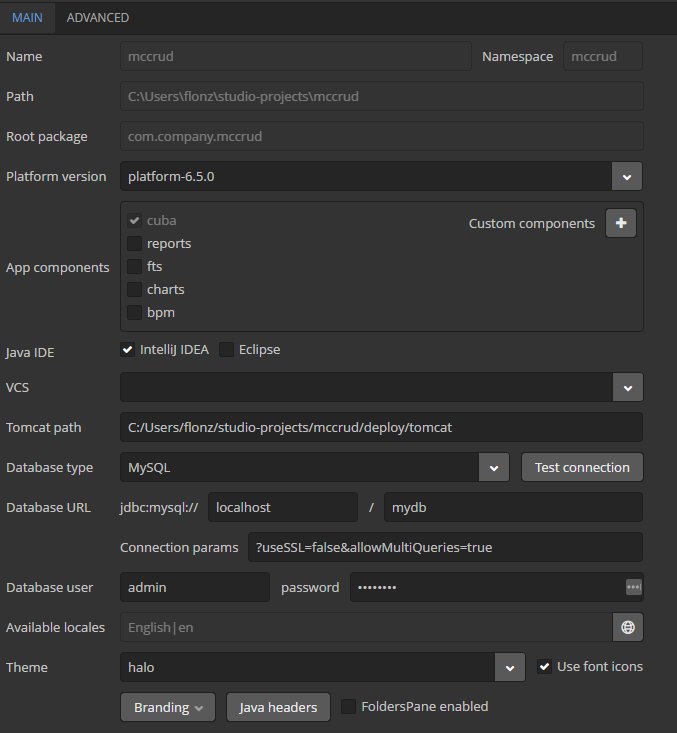 MAIN ADVANCED
Name mccrud Namespace mccrud
Path C:\Users\flonz\studio-projects\mccrud
Root package com.company.mccrud
Platform version platform-6.5.0
cuba Custom components
reports
App components fts
charts
bpm
Java IDE IntelliJ IDEA Eclipse
VCS
Tomcat path C:/Users/flonz/studio-projects/mccrud/deploy/tomcat
Database type MySQL Test connection
Database URL jdbc:mysql:// localhost / mydb
Connection params ?useSSL=false&allowMultiQueries=true
Database user admin password ••••••••
Available locales English|en
Theme halo Use font icons
Branding Java headers FoldersPane enabled